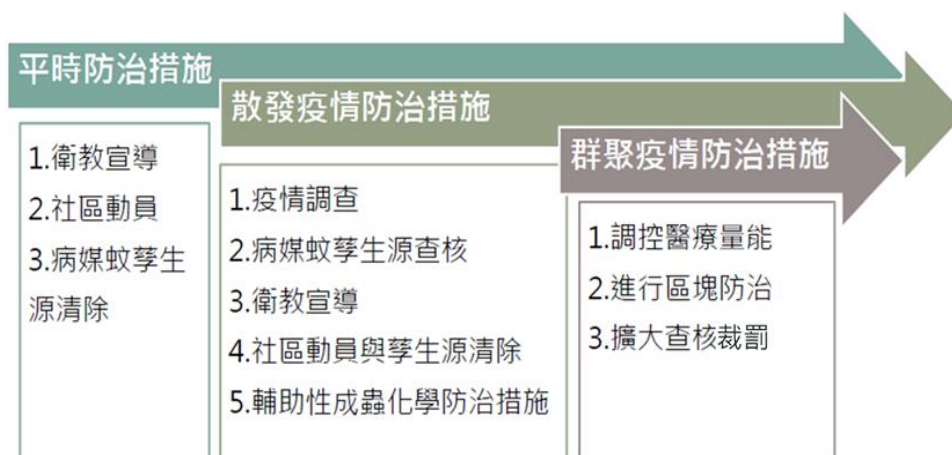 平時防治措施
1.衛教宣導
2.社區動員
3.病媒蚊孳生
源清除
散發疫情防治措施
1.疫情調查
2.病媒蚊孳生源查核
3.衛教宣導
4.社區動員與孳生源清除
5.輔助性成蟲化學防治措施
群聚疫情防治措施
1.調控醫療量能
2.進行區塊防治
3.擴大查核裁罰